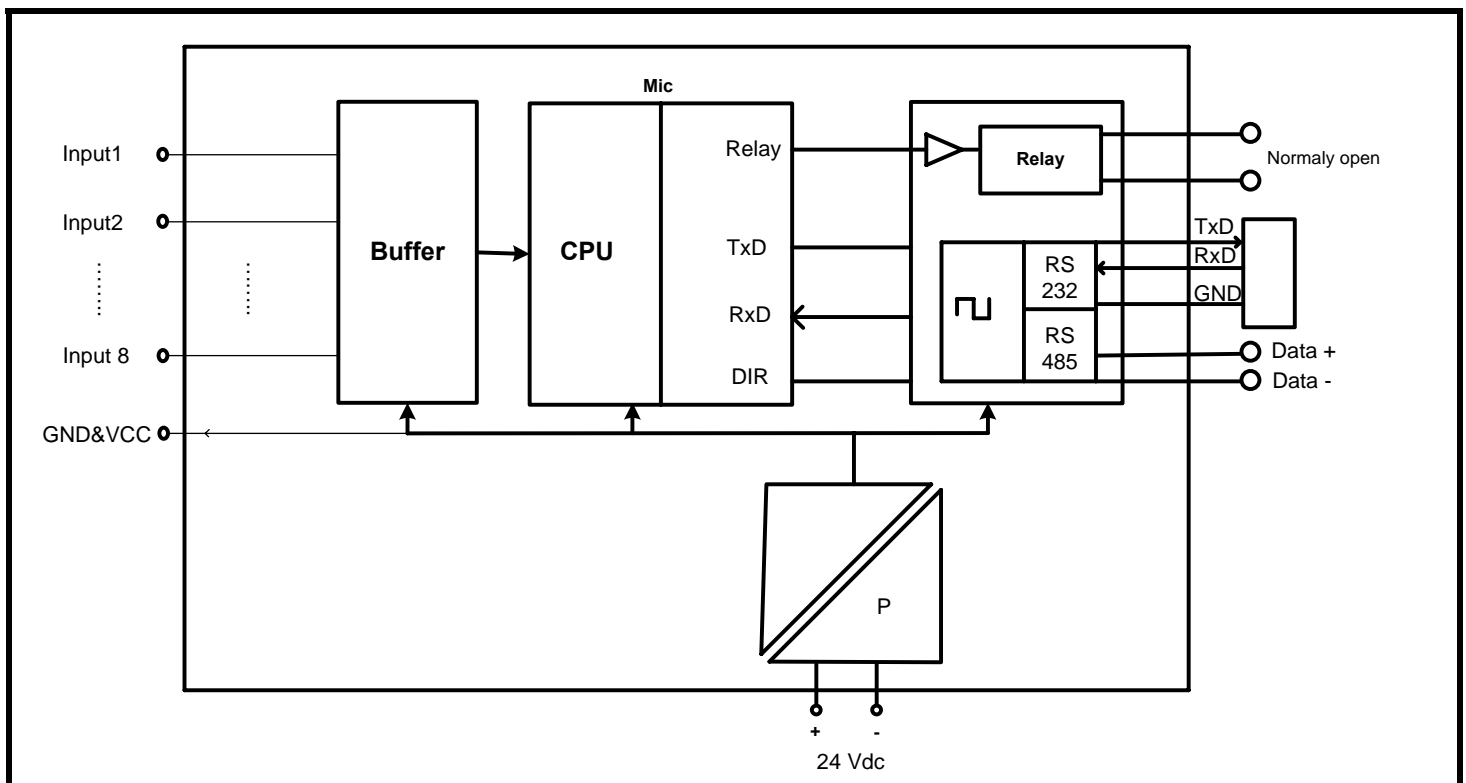 Mic
Input1
Input2
Input 8
GND&VCC
Buffer
CPU
Relay
TxD
RxD
DIR
Relay
RS
232
RS
485
Normaly open
TxD
RxD
GND
Data +
Data -
P
+ -
24 Vdc